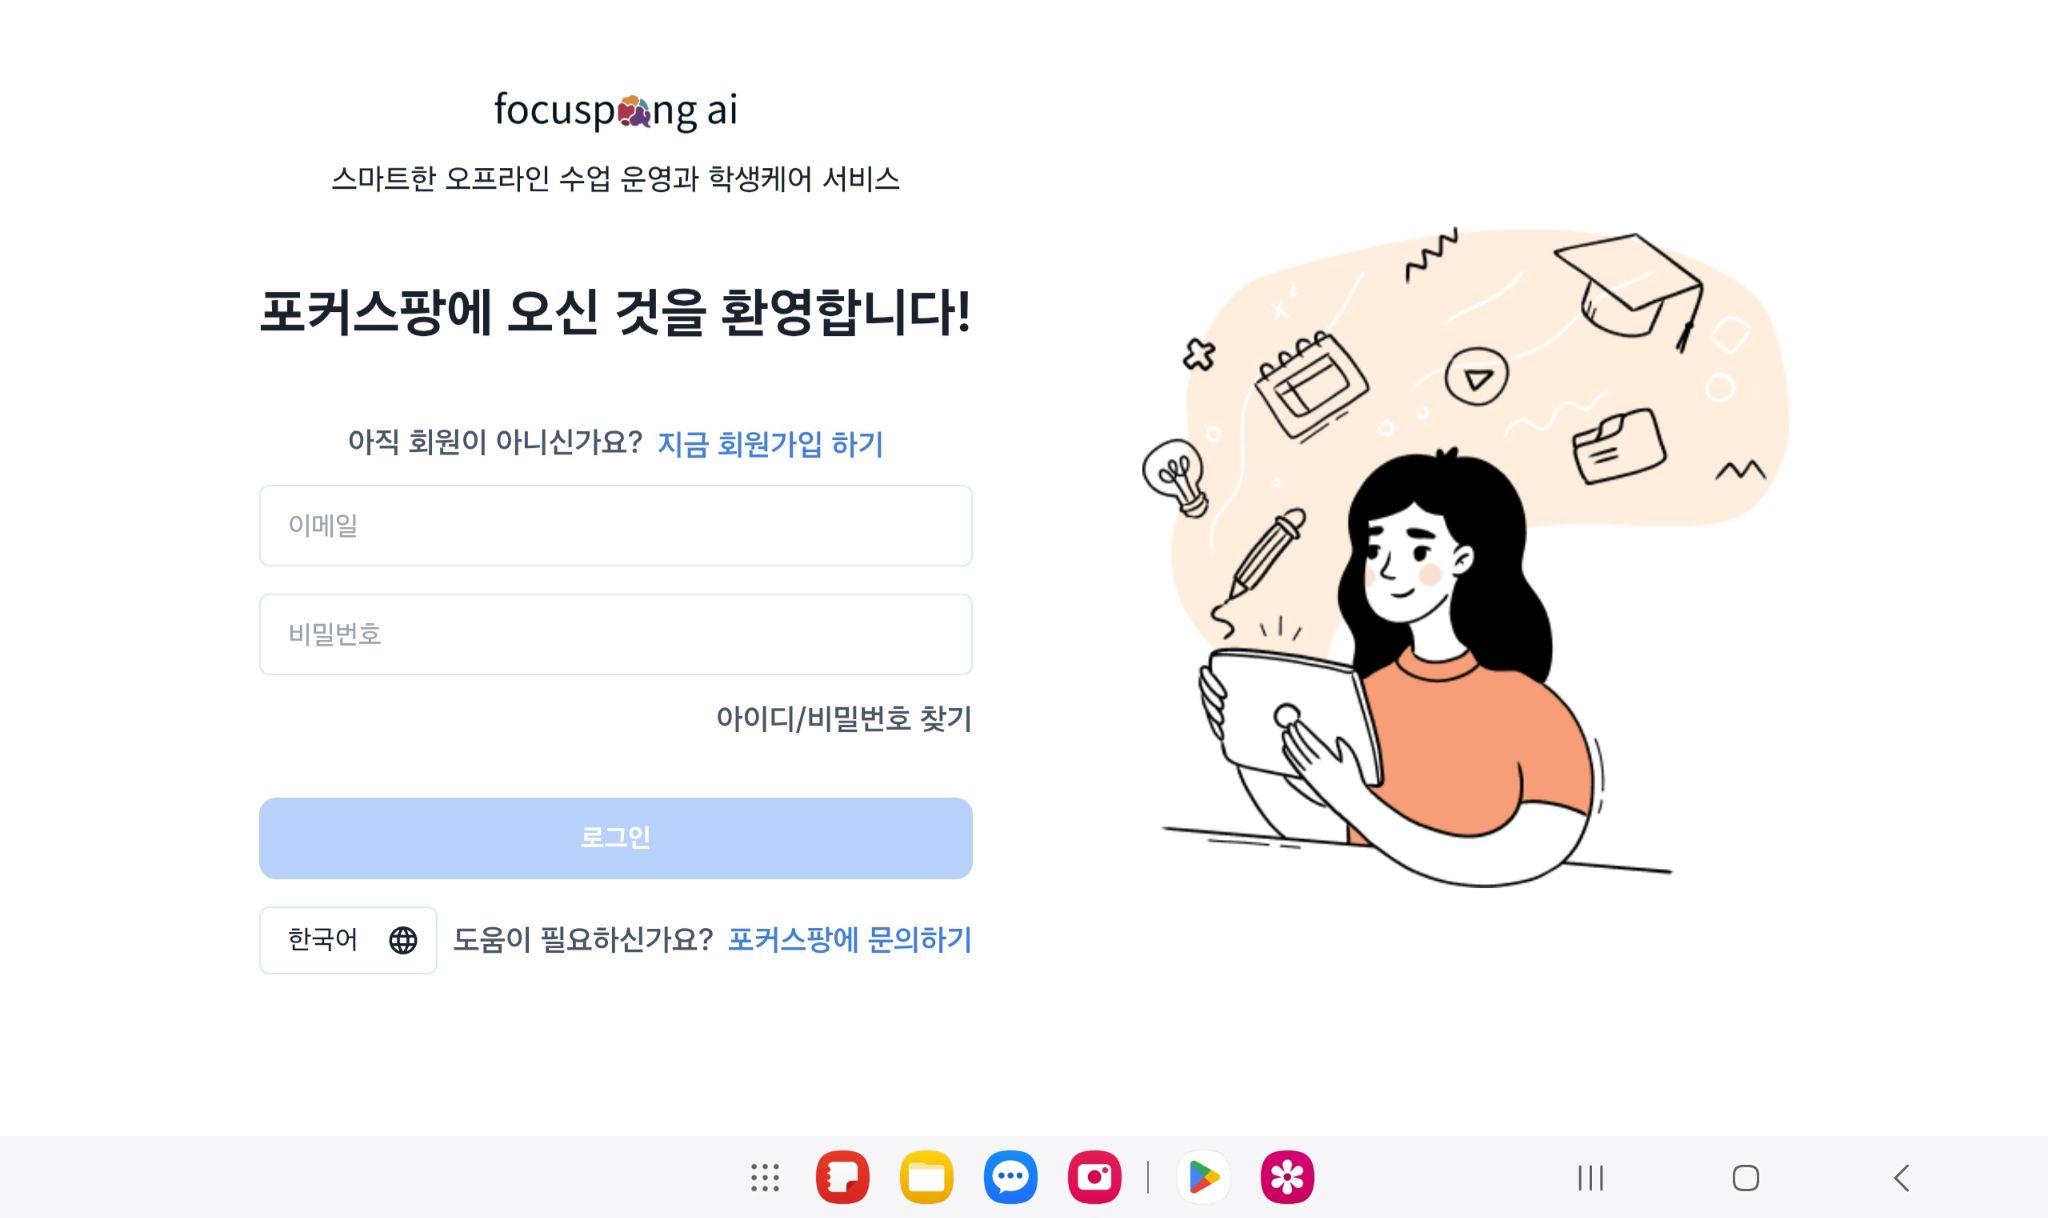 focuspang ai
스마트한 오프라인 수업 운영과 학생케어 서비스
포커스팡에 오신 것을 환영합니다!
아직 회원이 아니신가요? 지금 회원가입 하기
이메일
비밀번호
아이디/비밀번호 찾기
로그인
한국어
도움이 필요하신가요? 포커스팡에 문의하기
x²